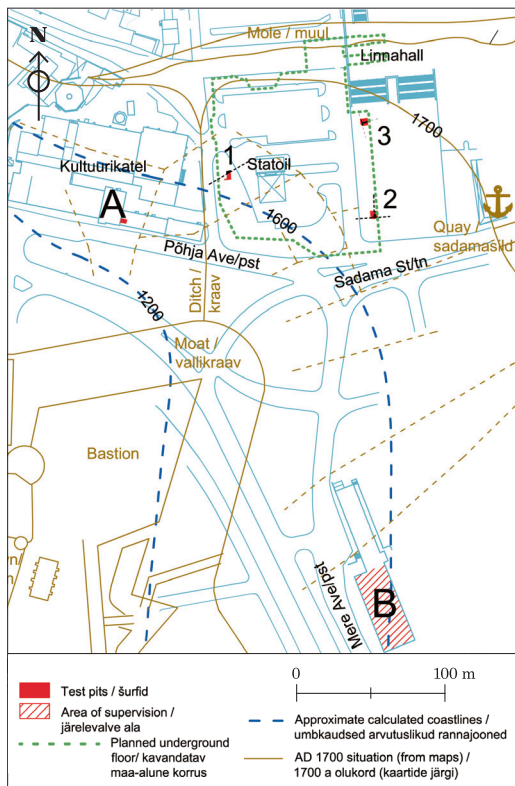 Mole / muul
N
Linnahall
1700
3
1
Kultuurikatel
Statoil
A
2
1600
Quay /
sadamasild
Põhja Ave/pst
Sadama St/tn
Ditch /
kraav
1200
Moat /
vallikraav
Bastion
B
Mere Ave/pst
0 100 m
Test pits / šurfid
Area of supervision /
järelevalve ala
Planned underground
floor/ kavandatav
maa-alune korrus
Approximate calculated coastlines /
umbkaudsed arvutuslikud rannajooned
AD 1700 situation (from maps) /
1700 a olukord (kaartide järgi)